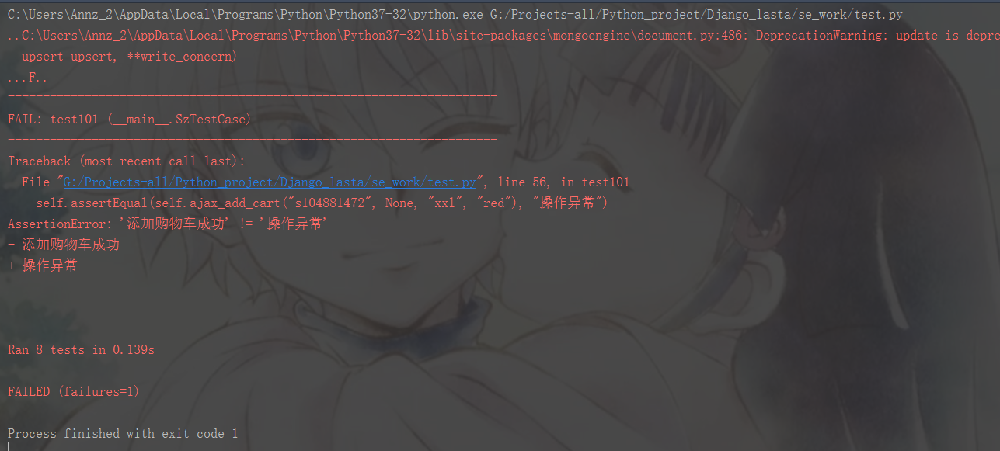 C:\Users\Annz_2\AppData\Local\Programs\Python\Python37-32\python.exe G:/Projects-all/Python_project/Django_lasta/se_work/test.py
..C:\Users\Annz_2\AppData\Local\Programs\Python\Python37-32\lib\site-packages\mongoengine\document.py:486: DeprecationWarning: update is depre
upsert=upsert, **write_concern)
...F..
======================================================================
FAIL: test101 (__main__.SzTestCase)
----------------------------------------------------------------------
Traceback (most recent call last):
File "G:/Projects-all/Python_project/Django_lasta/se_work/test.py", line 56, in test101
self.assertEqual(self.ajax_add_cart("s104881472", None, "xxl", "red"), "操作异常")
AssertionError: '添加购物车成功' != '操作异常'
- 添加购物车成功
+ 操作异常
----------------------------------------------------------------------
Ran 8 tests in 0.139s
FAILED (failures=1)
Process finished with exit code 1